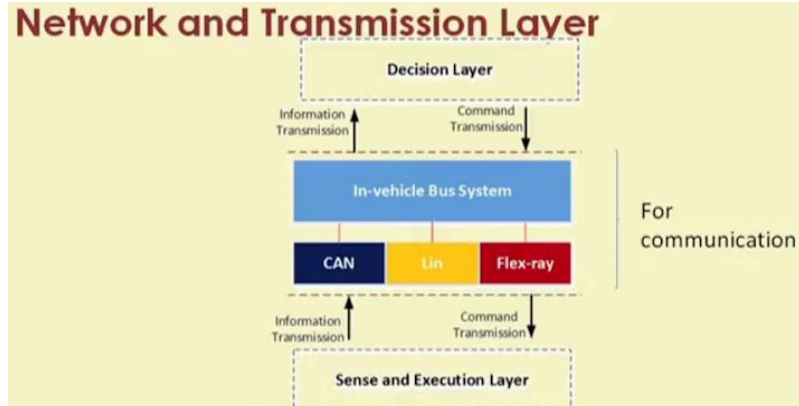 Network and Transmission Layer
Decision Layer
Information
Transmission
Command
Transmission
In-vehicle Bus System
CAN
Lin
Flex-ray
For
communication
Information
Transmission
Command
Transmission
Sense and Execution Layer